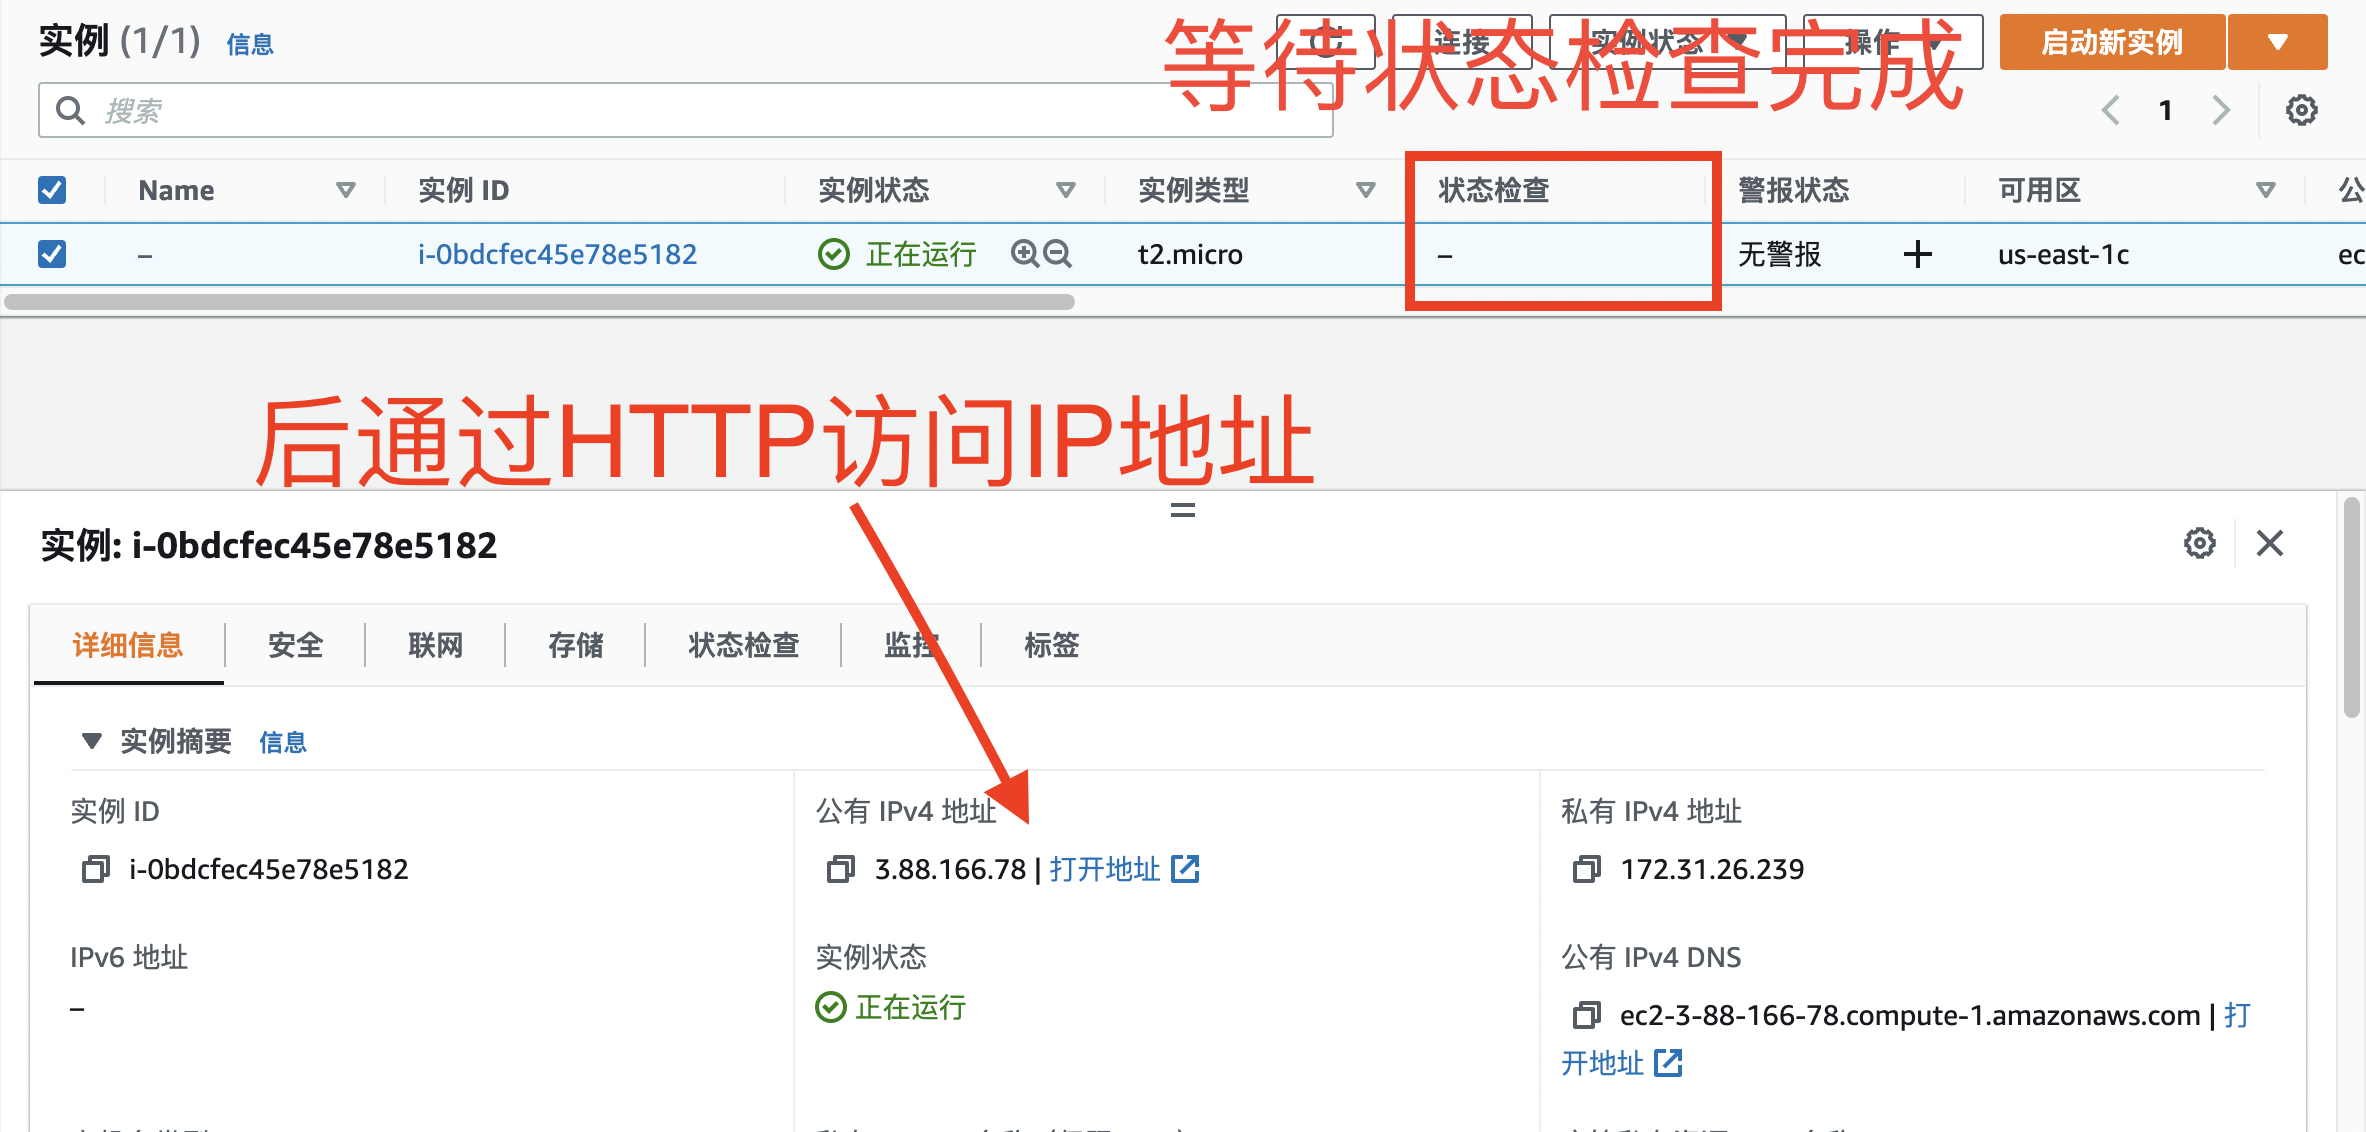 实例 (1/1) 信息
连接
实例状态
操作
启动新实例
等待状态检查完成
搜索
1
Name 实例 ID 实例状态 实例类型 状态检查 警报状态 可用区 公
– i-0bdcfec45e78e5182 正在运行 t2.micro – 无警报 us-east-1c ec
后通过HTTP访问IP地址
实例: i-0bdcfec45e78e5182
详细信息 安全 联网 存储 状态检查 监控 标签
实例摘要 信息
实例 ID
i-0bdcfec45e78e5182
公有 IPv4 地址
3.88.166.78 | 打开地址
私有 IPv4 地址
172.31.26.239
IPv6 地址
–
实例状态
正在运行
公有 IPv4 DNS
ec2-3-88-166-78.compute-1.amazonaws.com | 打
开地址